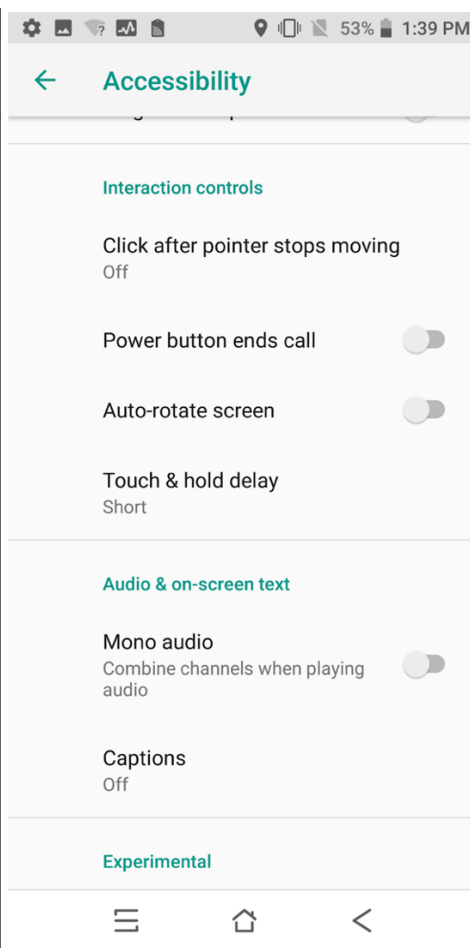 53% 1:39 PM
Accessibility
Interaction controls
Click after pointer stops moving
Off
Power button ends call
Auto-rotate screen
Touch & hold delay
Short
Audio & on-screen text
Mono audio
Combine channels when playing
audio
Captions
Off
Experimental